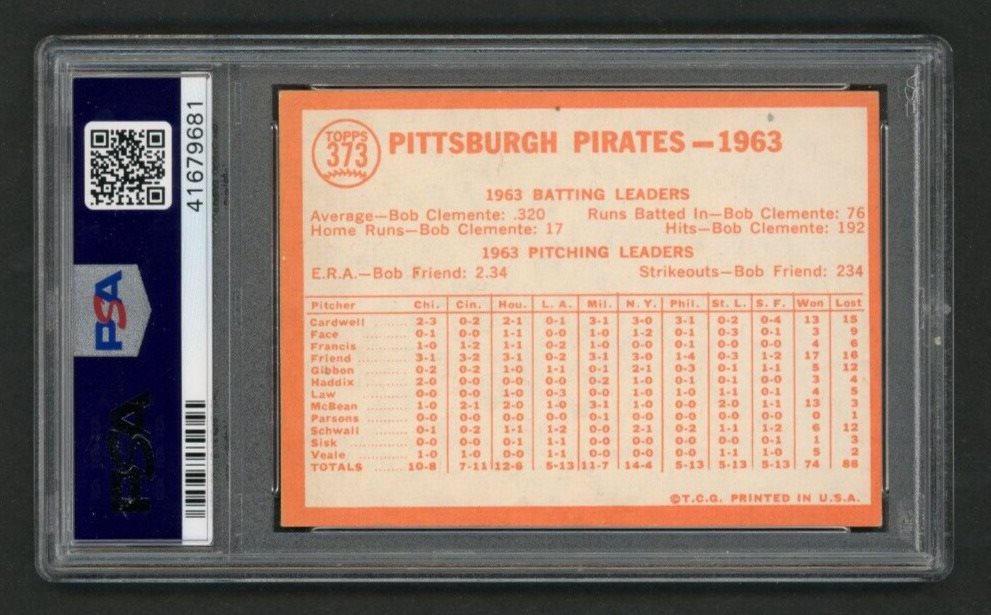 41679681
PSA
PSA
TOPPS
373
PITTSBURGH PIRATES—1963
1963 BATTING LEADERS
Average—Bob Clemente: .320 Runs Batted In—Bob Clemente: 76
Home Runs—Bob Clemente: 17 Hits—Bob Clemente: 192
1963 PITCHING LEADERS
E.R.A.—Bob Friend: 2.34 Strikeouts—Bob Friend: 234
Pitcher Chi. Cin. Hou. L. A. Mil. N. Y. Phil. St. L. S. F. Won Lost
Cardwell 2-3 0-2 2-1 0-1 3-1 3-0 3-1 0-2 0-4 13 15
Face 0-1 0-0 1-1 0-0 1-0 1-2 0-1 0-3 0-1 3 9
Francis 1-0 1-2 1-1 0-2 1-0 0-0 0-1 0-0 0-0 4 6
Friend 3-1 3-2 3-1 0-2 3-1 3-0 1-4 0-3 1-2 17 16
Gibbon 0-2 0-2 1-0 1-1 0-1 2-1 0-3 0-1 1-1 5 12
Haddix 2-0 0-0 0-0 0-0 0-2 1-0 0-1 0-1 0-0 3 4
Law 0-0 0-0 1-0 0-3 0-0 1-0 1-0 1-1 0-1 4 5
McBean 1-0 2-1 2-0 1-0 3-1 1-0 0-0 2-0 1-1 13 3
Parsons 0-0 0-0 0-1 0-0 0-0 0-0 0-0 0-0 0-0 0 1
Schwall 0-1 0-2 1-1 1-2 0-0 2-1 0-2 1-1 1-2 6 12
Sisk 0-0 0-0 0-1 1-1 0-0 0-0 0-0 0-0 0-1 1 3
Veale 1-0 1-0 0-0 1-1 0-0 0-0 0-0 1-1 1-0 5 2
TOTALS 10-8 7-11 12-6 5-13 11-7 14-4 5-13 5-13 5-13 74 88
©T.C.G. PRINTED IN U.S.A.